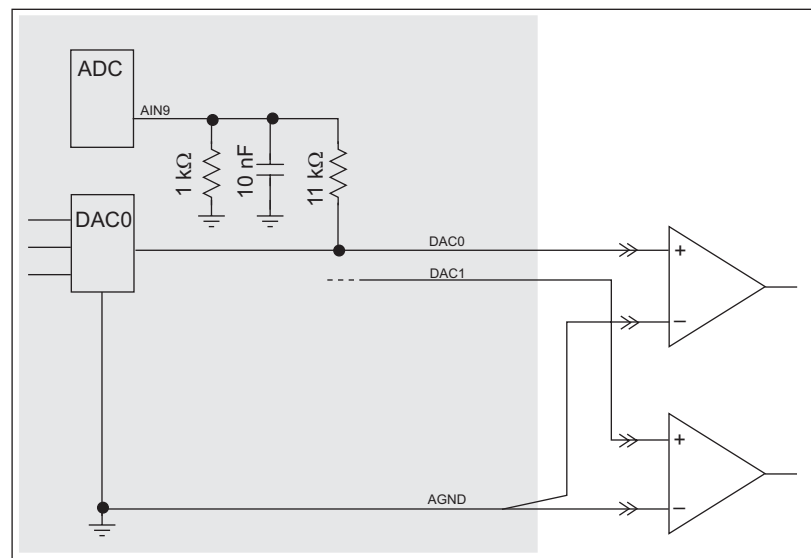 ADC
AIN9
1 kΩ
10 nF
11 kΩ
DAC0
DAC0
DAC1
AGND
+
−
+
−